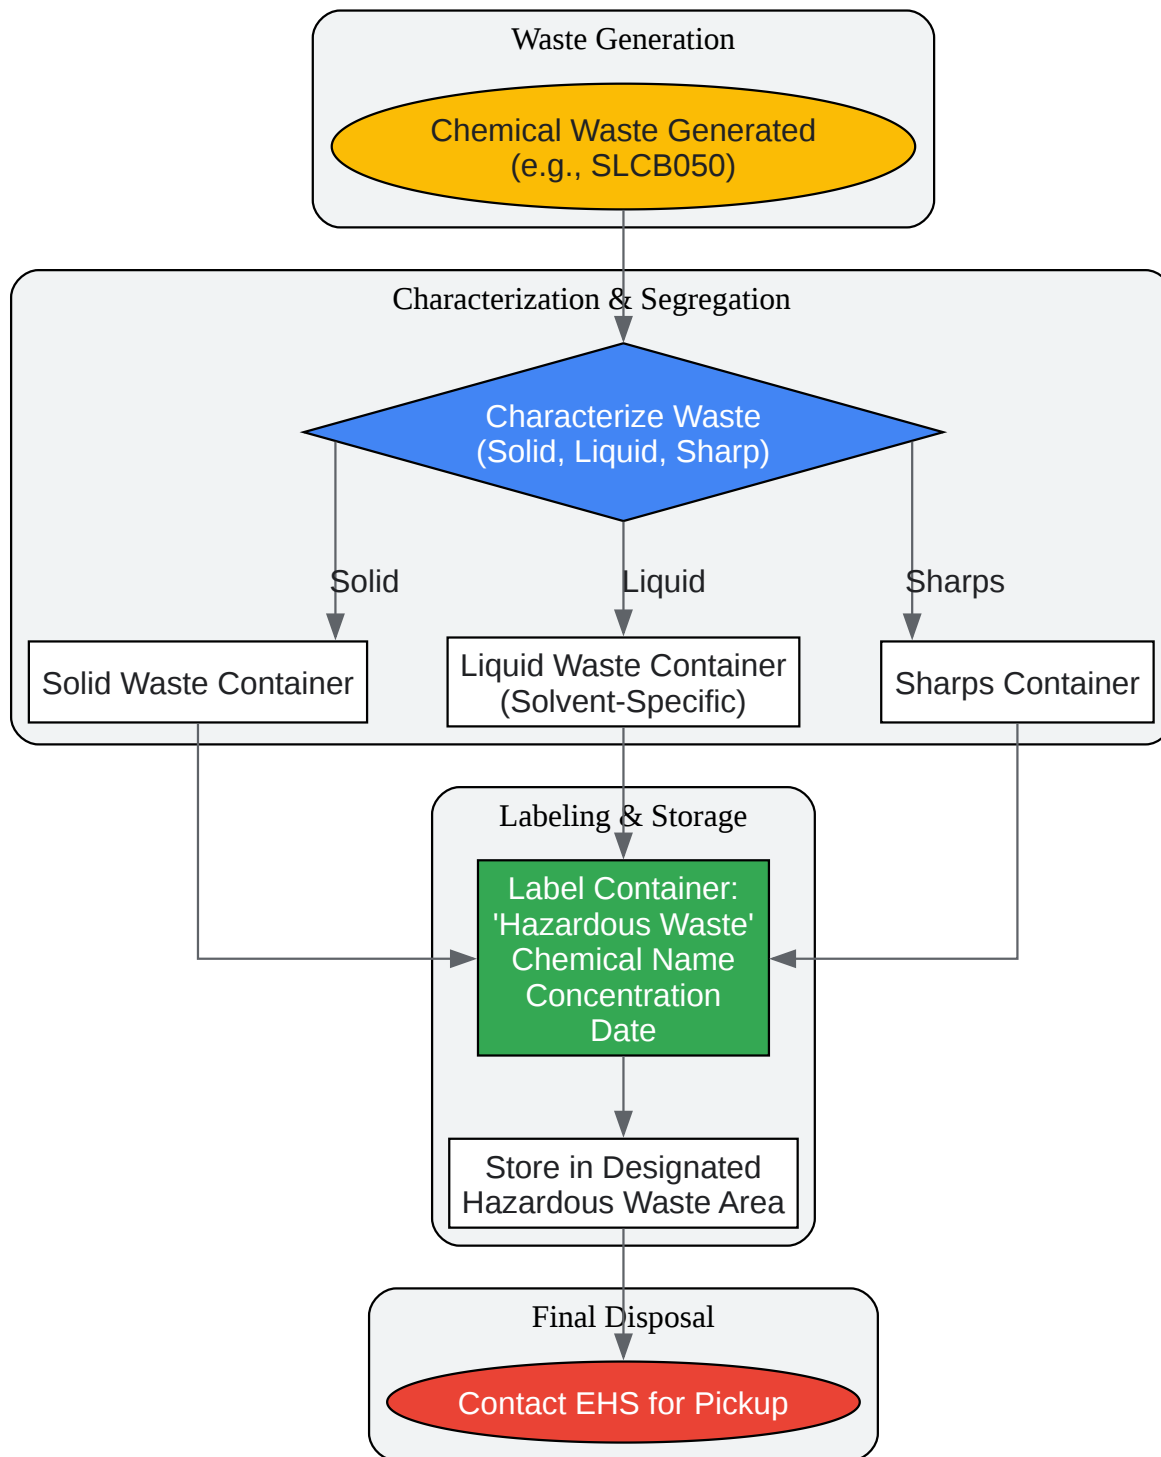 Waste Generation
Chemical Waste Generated
(e.g., SLCB050)
Characterization & Segregation
Characterize Waste
(Solid, Liquid, Sharp)
Solid
Liquid
Sharps
Solid Waste Container
Liquid Waste Container
(Solvent-Specific)
Sharps Container
Labeling & Storage
Label Container:
'Hazardous Waste'
Chemical Name
Concentration
Date
Store in Designated
Hazardous Waste Area
Final Disposal
Contact EHS for Pickup